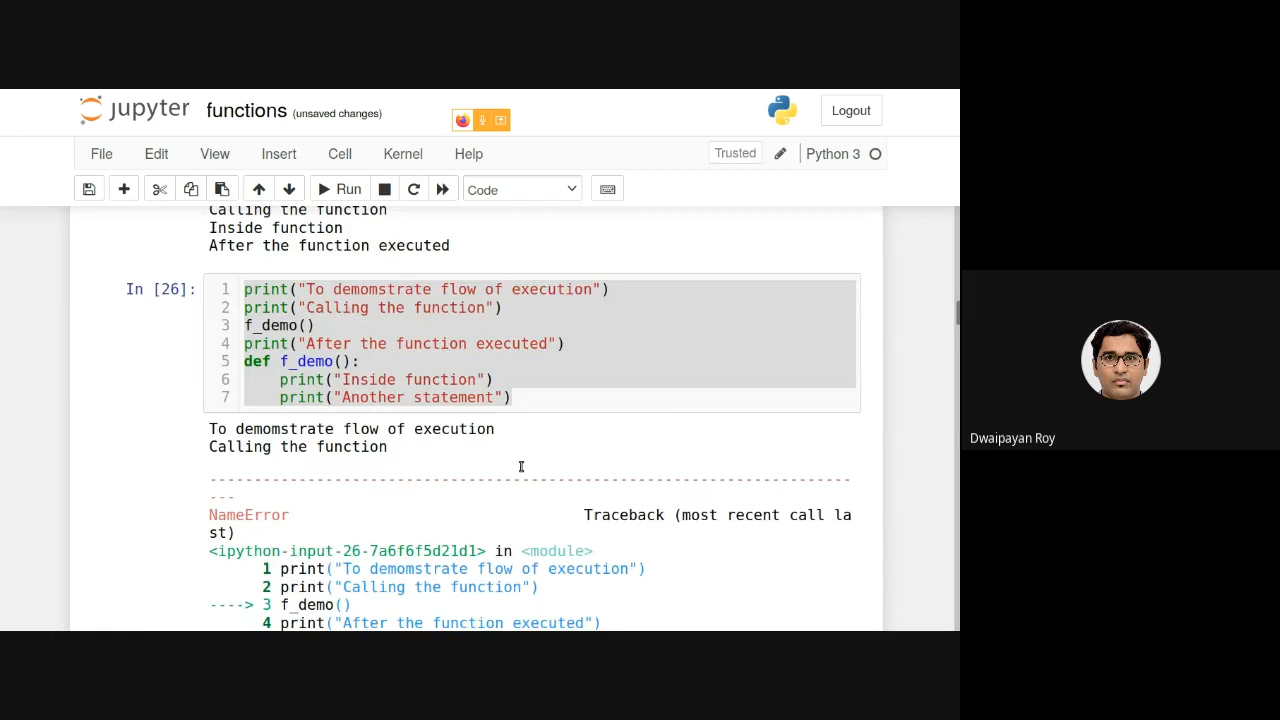 jupyter functions (unsaved changes) Logout
File Edit View Insert Cell Kernel Help Trusted Python 3
Run Code
Calling the function
Inside function
After the function executed
In [26]:
1 print("To demomstrate flow of execution")
2 print("Calling the function")
3 f_demo()
4 print("After the function executed")
5 def f_demo():
6 print("Inside function")
7 print("Another statement")
To demomstrate flow of execution
Calling the function
---------------------------------------------------------------------------
NameError Traceback (most recent call la
st)
<ipython-input-26-7a6f6f5d21d1> in <module>
1 print("To demomstrate flow of execution")
2 print("Calling the function")
----> 3 f_demo()
4 print("After the function executed")
Dwaipayan Roy